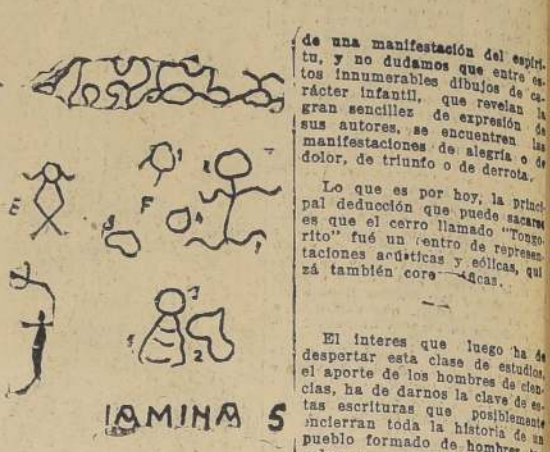 E
F
1
2
3
2
1
LAMINA 5
de una manifestación del espíri-
tu, y no dudamos que entre es-
tos innumerables dibujos de ca-
rácter infantil, que revelan la
gran sencillez de expresión de
sus autores, se encuentren las
manifestaciones de alegría o de
dolor, de triunfo o de derrota.
Lo que es por hoy, la princi-
pal deducción que puede sacarse
es que el cerro llamado "Tongo-
rito" fué un centro de represen-
taciones acústicas y eólicas, qui
zá también
El interes que luego ha de
despertar esta clase de estudios,
el aporte de los hombres de cien-
cias, ha de darnos la clave de es-
tas escrituras que posiblemente
encierran toda la historia de un
pueblo formado de hombres